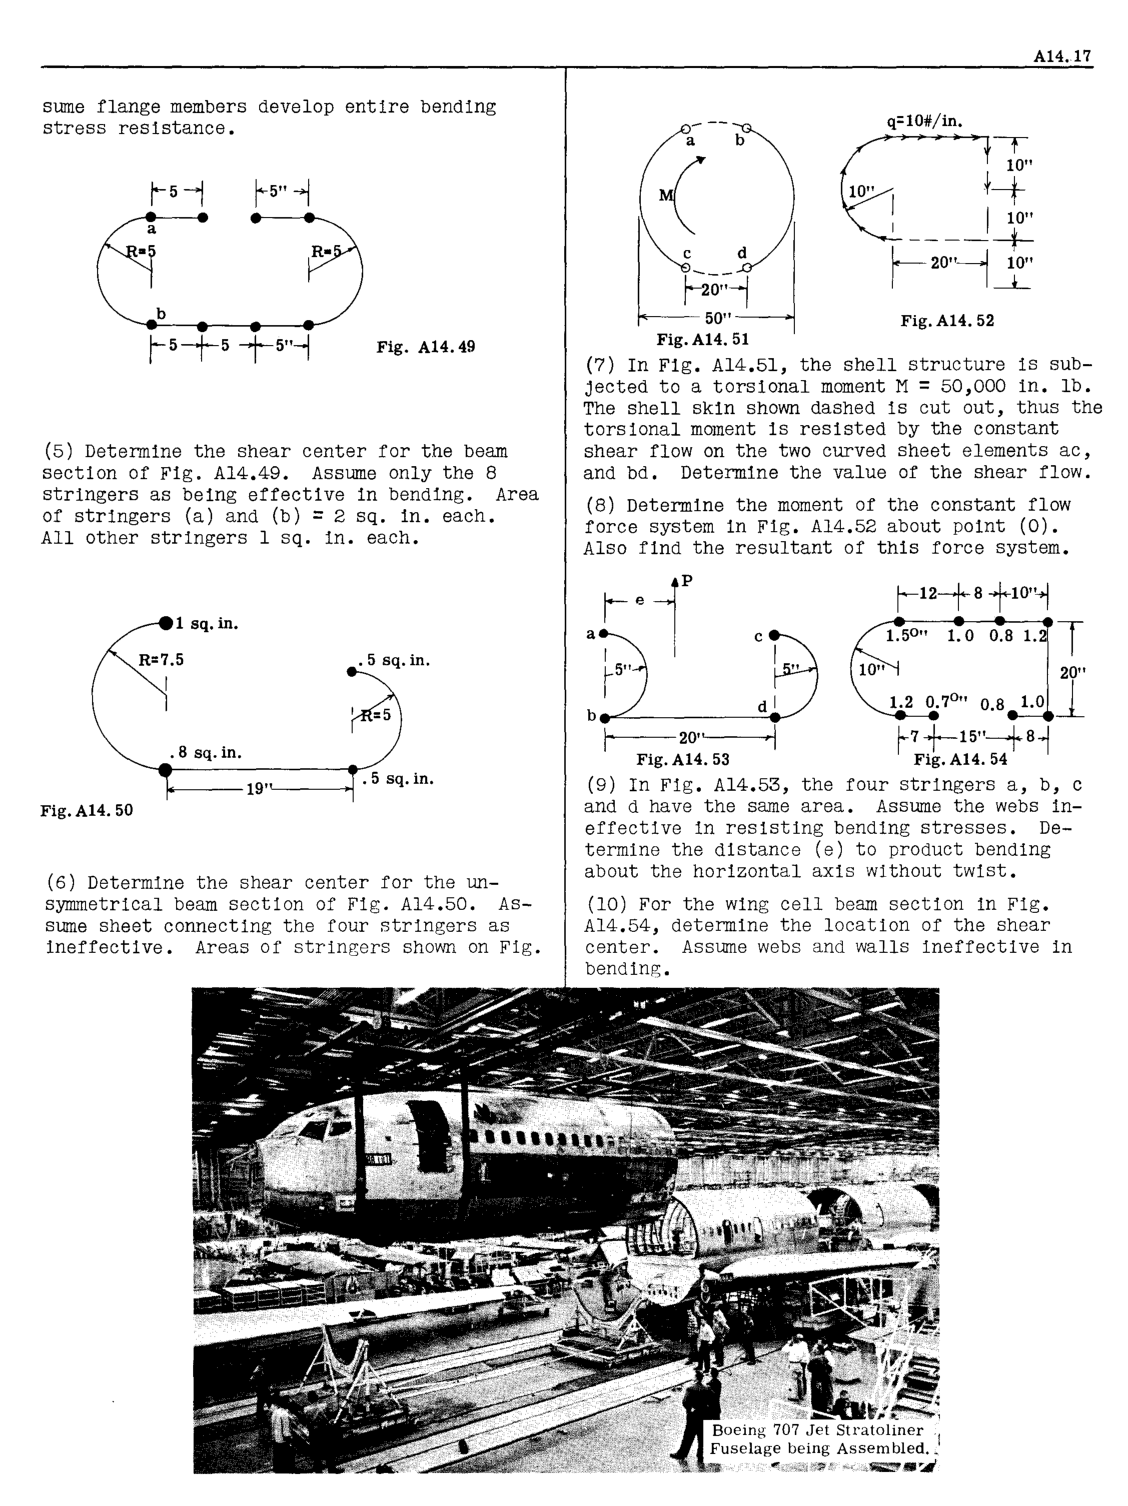 A14.17
sume flange members develop entire bending
stress resistance.
5
5"
a
R=5
R=5
b
5
5
5"
Fig. A14.49
(5) Determine the shear center for the beam
section of Fig. A14.49. Assume only the 8
stringers as being effective in bending. Area
of stringers (a) and (b) = 2 sq. in. each.
All other stringers 1 sq. in. each.
1 sq. in.
R=7.5
.5 sq. in.
R=5
.8 sq. in.
.5 sq. in.
19"
Fig. A14.50
(6) Determine the shear center for the un-
symmetrical beam section of Fig. A14.50. As-
sume sheet connecting the four stringers as
ineffective. Areas of stringers shown on Fig.
a
b
M
c
d
20"
50"
Fig. A14.51
q=10#/in.
10"
10"
10"
20"
10"
Fig. A14.52
(7) In Fig. A14.51, the shell structure is sub-
jected to a torsional moment M = 50,000 in. lb.
The shell skin shown dashed is cut out, thus the
torsional moment is resisted by the constant
shear flow on the two curved sheet elements ac,
and bd. Determine the value of the shear flow.
(8) Determine the moment of the constant flow
force system in Fig. A14.52 about point (0).
Also find the resultant of this force system.
P
e
a
c
5"
5"
b
d
20"
Fig. A14.53
12
8
10"
1.5□"
1.0
0.8
1.2
10"
20"
1.2
0.7□"
0.8
1.0
7
15"
8
Fig. A14.54
(9) In Fig. A14.53, the four stringers a, b, c
and d have the same area. Assume the webs in-
effective in resisting bending stresses. De-
termine the distance (e) to product bending
about the horizontal axis without twist.
(10) For the wing cell beam section in Fig.
A14.54, determine the location of the shear
center. Assume webs and walls ineffective in
bending.
Boeing 707 Jet Stratoliner
Fuselage being Assembled.